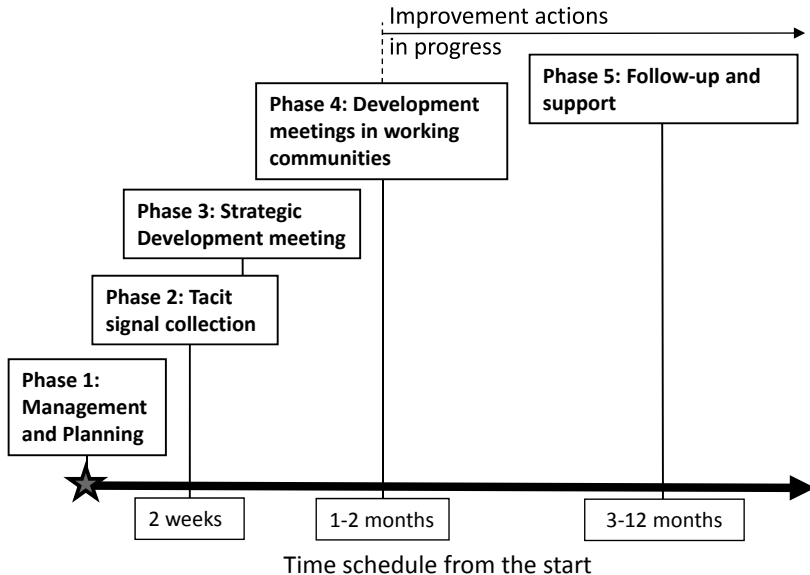 Improvement actions
in progress
Phase 5: Follow-up and
support
Phase 4: Development
meetings in working
communities
Phase 3: Strategic
Development meeting
Phase 2: Tacit
signal collection
Phase 1:
Management
and Planning
2 weeks
1-2 months
3-12 months
Time schedule from the start